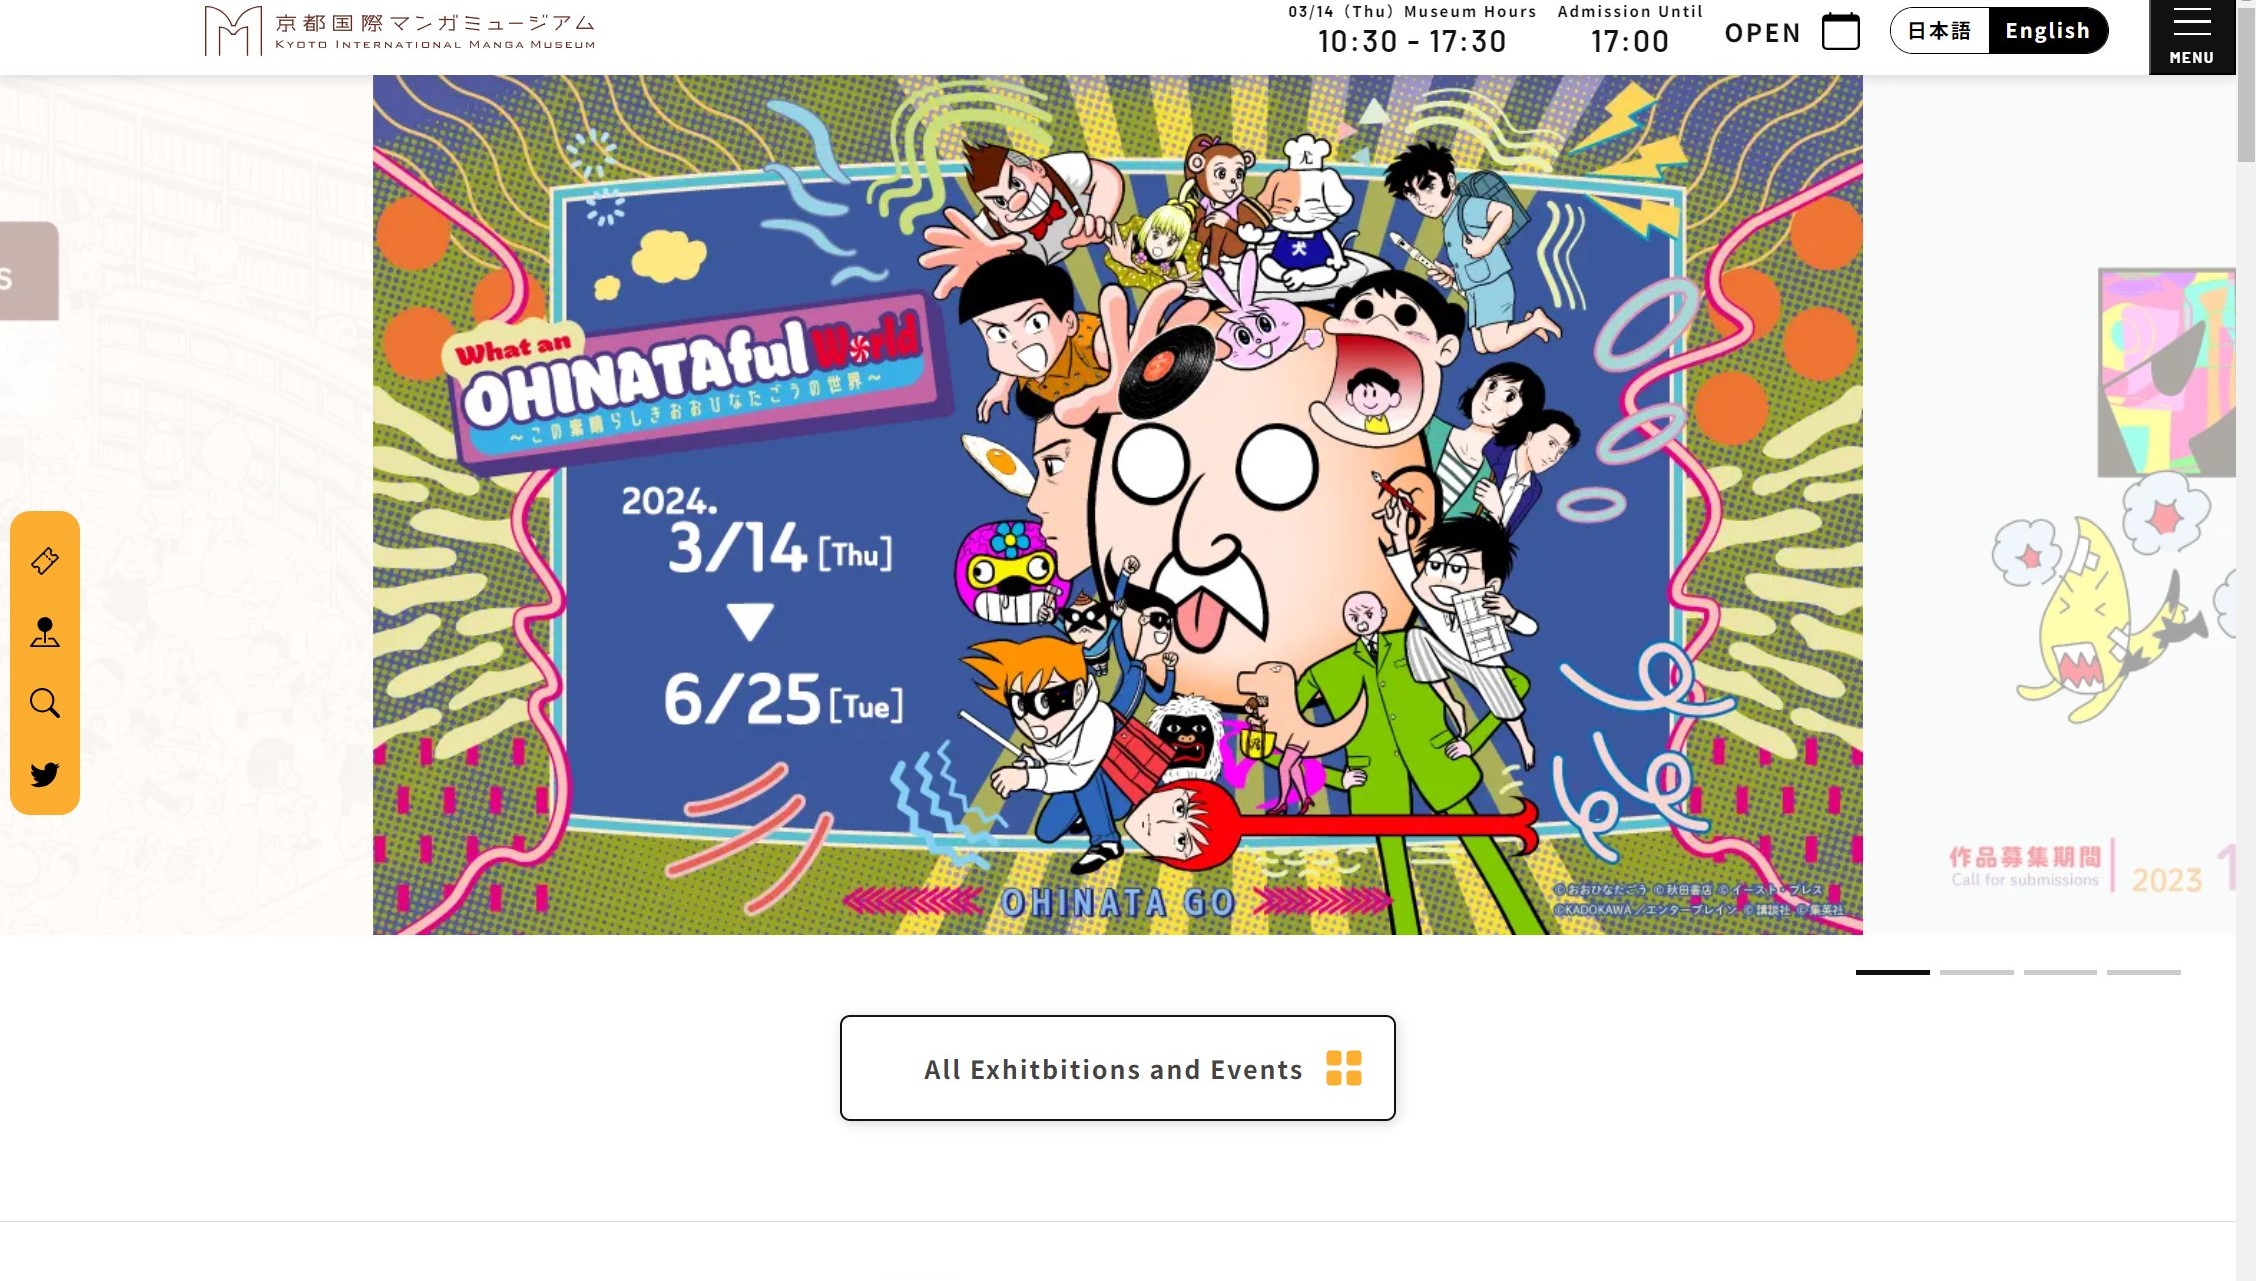 京都国際マンガミュージアム
KYOTO INTERNATIONAL MANGA MUSEUM
03/14（Thu）Museum Hours
10:30 - 17:30
Admission Until
17:00
OPEN
日本語
English
MENU
S
尤
犬
What an
OHINATAful World
～この素晴らしきおおひなたごうの世界～
2024.
3/14 [Thu]
6/25 [Tue]
OHINATA GO
©おおひなたごう ©秋田書店 ©イースト・プレス
©KADOKAWA／エンターブレイン ©講談社 ©集英社
作品募集期間
Call for submissions
2023
All Exhitbitions and Events